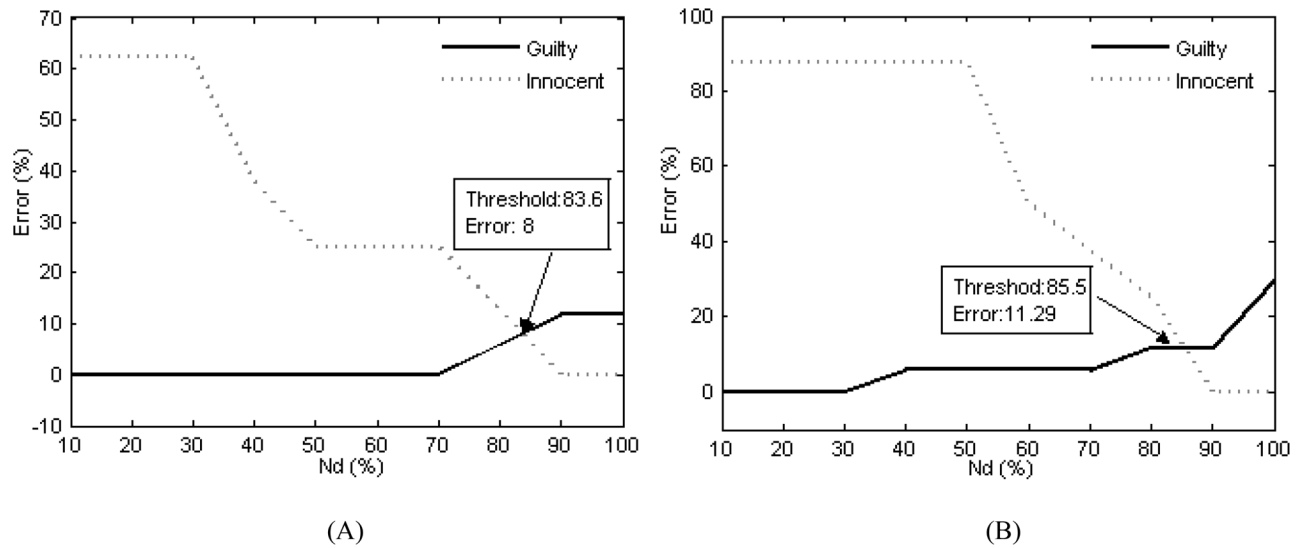 70
60
50
40
30
20
10
0
-10
Error (%)
Guilty
Innocent
Threshold:83.6
Error: 8
10 20 30 40 50 60 70 80 90 100
Nd (%)
(A)
100
80
60
40
20
0
Error (%)
Guilty
Innocent
Threshod:85.5
Error:11.29
10 20 30 40 50 60 70 80 90 100
Nd (%)
(B)